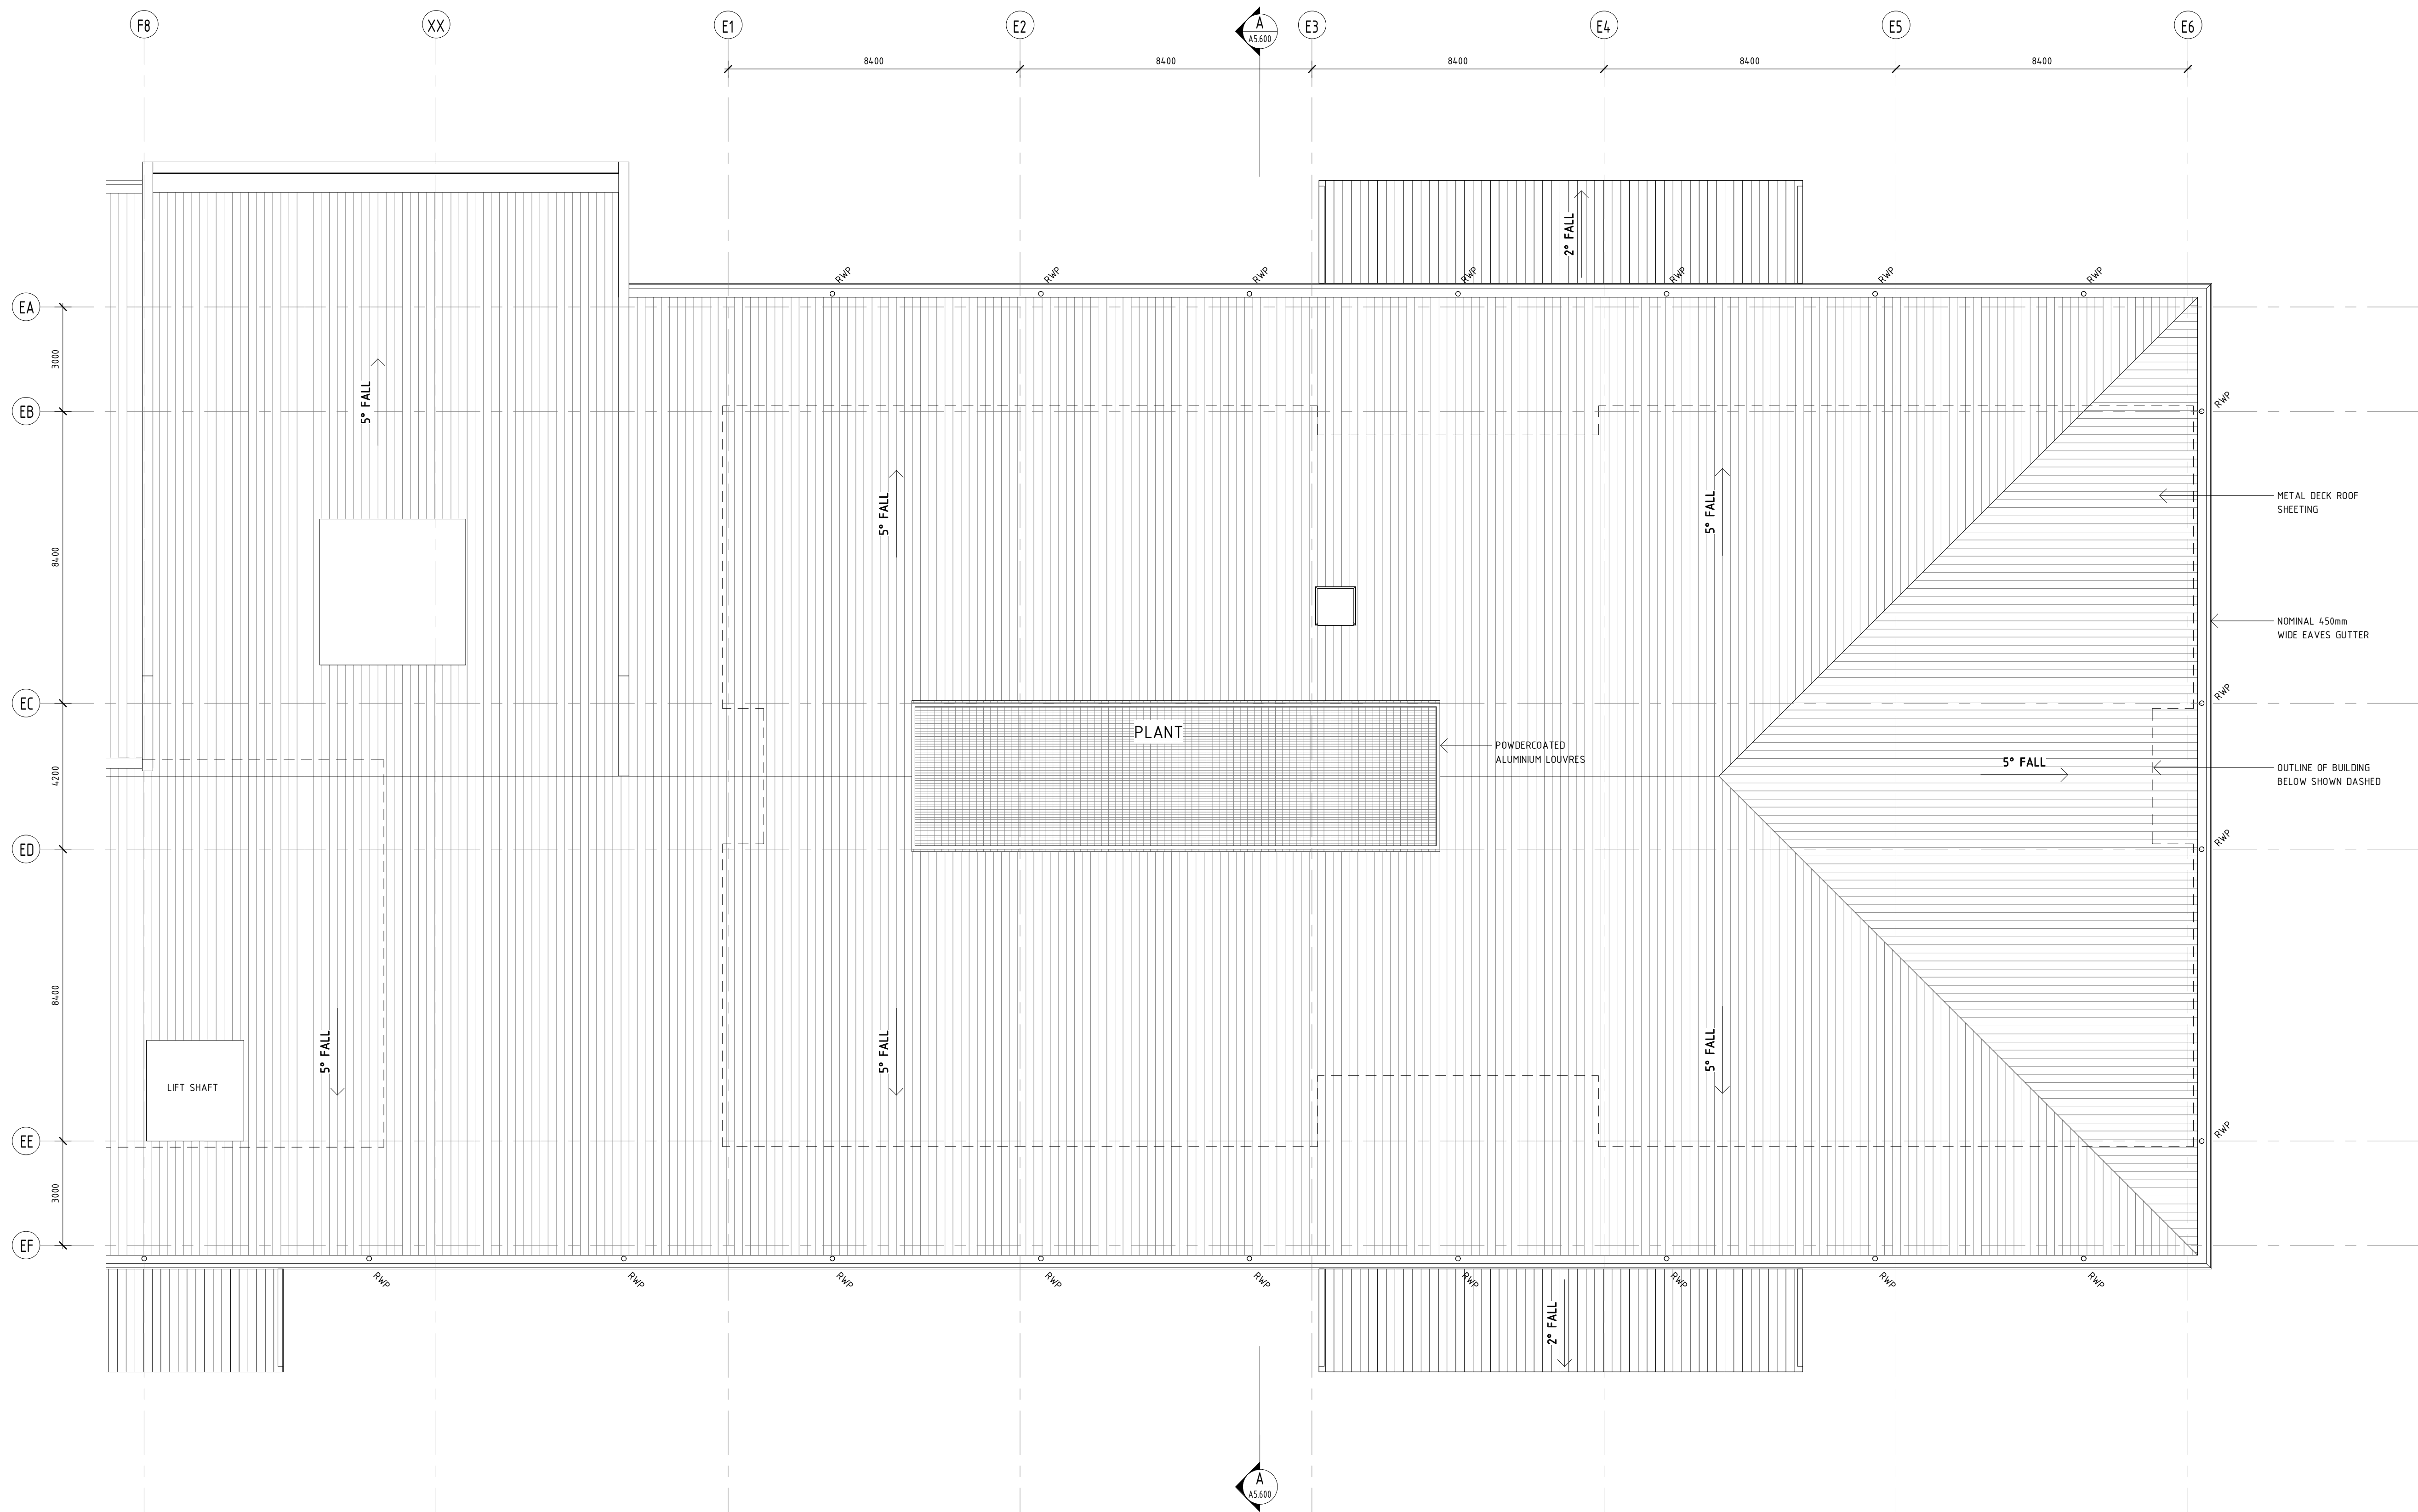 F8 XX E1 E2 A E3 E4 E5 E6
A5.600
8400 8400 8400 8400 8400
2° FALL
RWP RWP RWP RWP RWP RWP RWP
EA
3000
5° FALL
EB
RWP
5° FALL 5° FALL
METAL DECK ROOF
SHEETING
8400
NOMINAL 450mm
WIDE EAVES GUTTER
EC
RWP
PLANT
POWDERCOATED
ALUMINIUM LOUVRES
4200
5° FALL
OUTLINE OF BUILDING
BELOW SHOWN DASHED
ED
RWP
8400
5° FALL 5° FALL 5° FALL
LIFT SHAFT
EE
RWP
3000
EF
RWP RWP RWP RWP RWP RWP RWP RWP RWP
2° FALL
A
A5.600